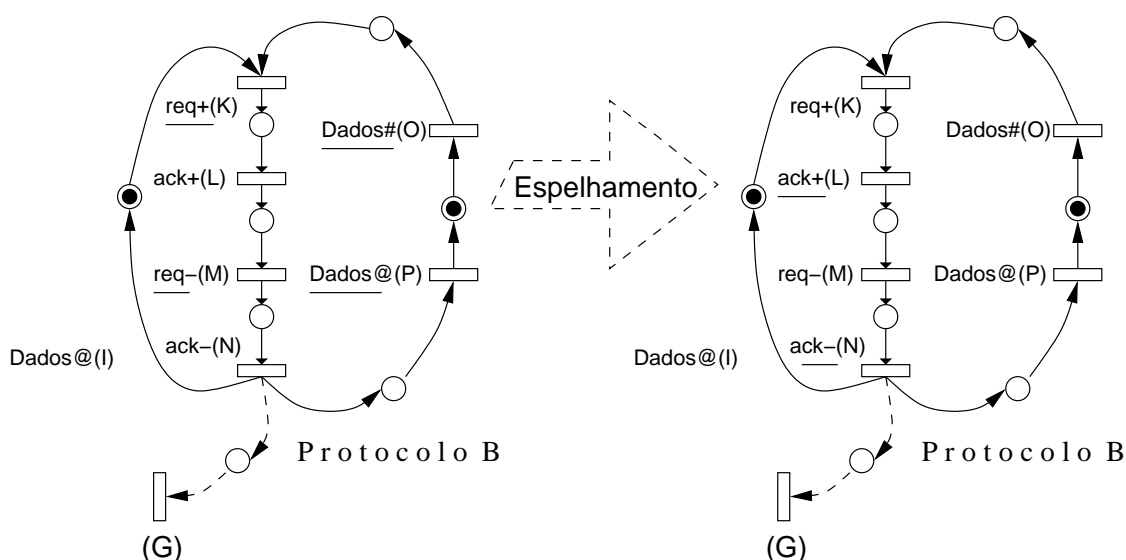 req+(K)
Dados#(O)
ack+(L)
req−(M)
Dados@(P)
ack−(N)
Dados@(I)
Protocolo B
(G)
Espelhamento
req+(K)
Dados#(O)
ack+(L)
req−(M)
Dados@(P)
ack−(N)
Dados@(I)
Protocolo B
(G)